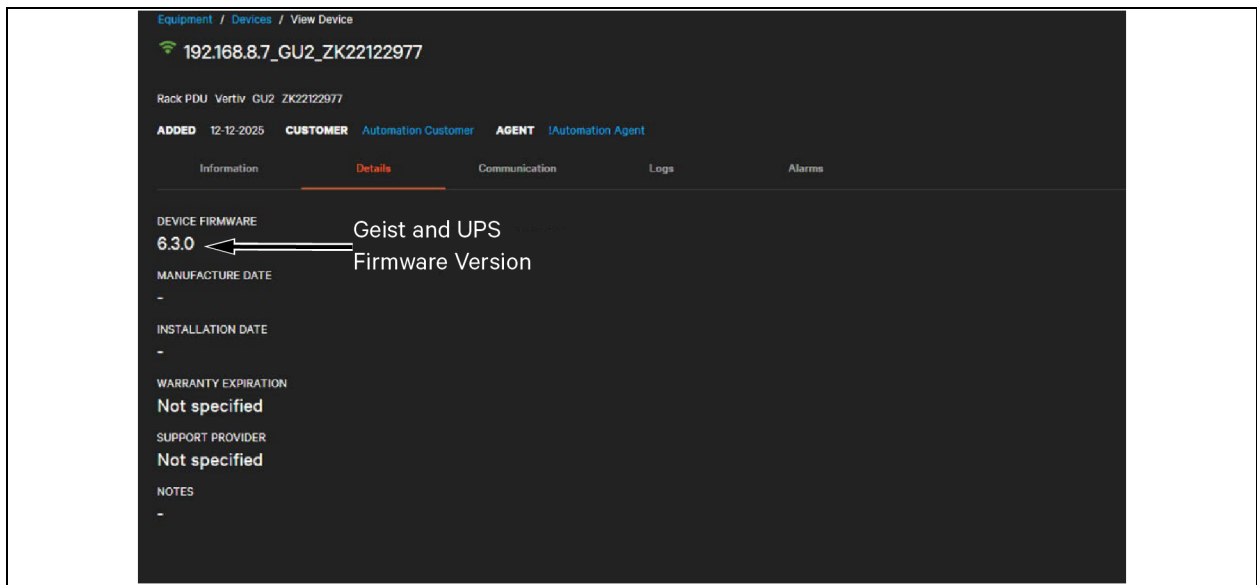 Equipment / Devices / View Device
192.168.8.7_GU2_ZK22122977
Rack PDU Vertiv GU2 ZK22122977
ADDED 12-12-2025 CUSTOMER Automation Customer AGENT !Automation Agent
Information Details Communication Logs Alarms
DEVICE FIRMWARE
6.3.0
Geist and UPS
Firmware Version
MANUFACTURE DATE
-
INSTALLATION DATE
-
WARRANTY EXPIRATION
Not specified
SUPPORT PROVIDER
Not specified
NOTES
-